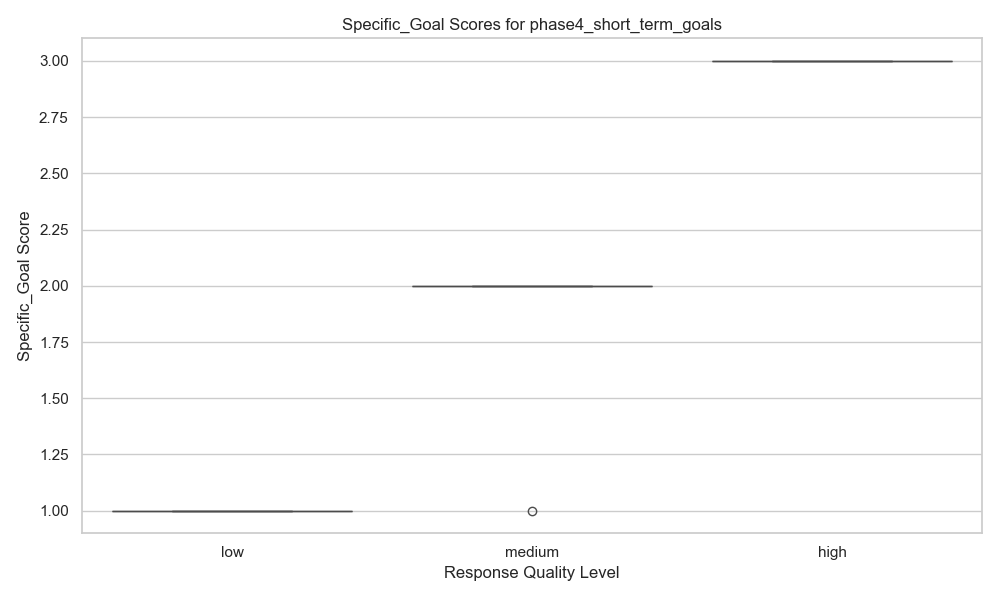 Specific_Goal Scores for phase4_short_term_goals
3.00
2.75
2.50
2.25
2.00
1.75
1.50
1.25
1.00
Specific_Goal Score
low
medium
high
Response Quality Level